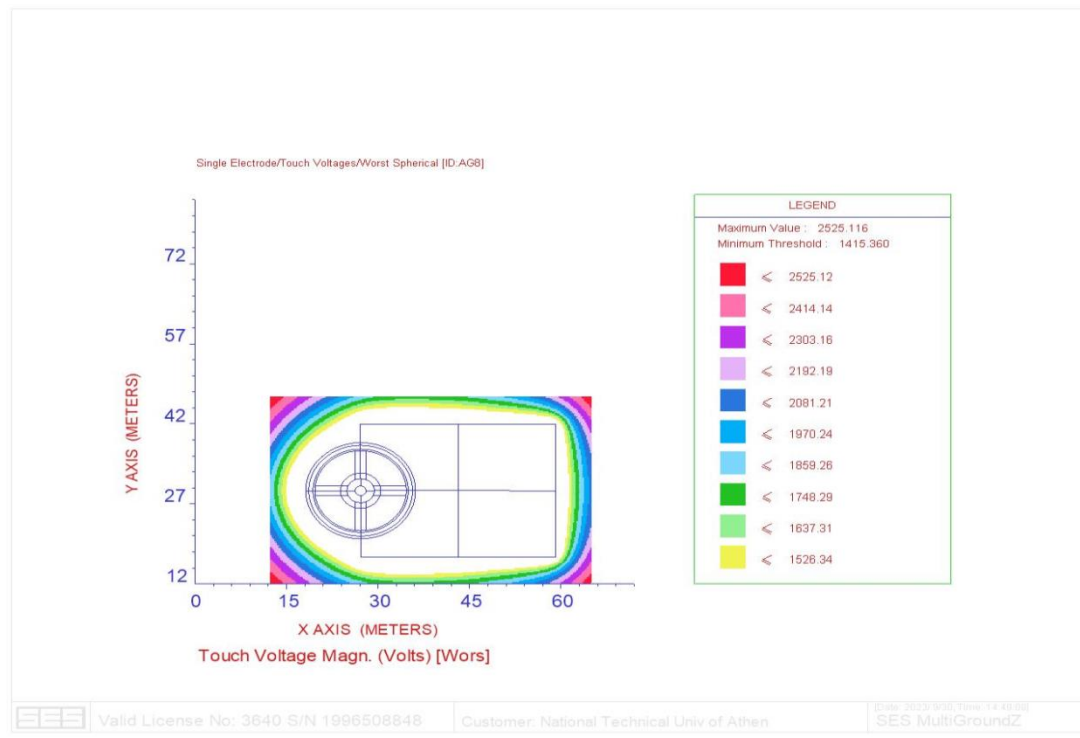 Single Electrode/Touch Voltages/Worst Spherical [ID:AG8]
LEGEND
Maximum Value : 2525.116
Minimum Threshold : 1415.360
≤ 2525.12
≤ 2414.14
≤ 2303.16
≤ 2192.19
≤ 2081.21
≤ 1970.24
≤ 1859.26
≤ 1748.29
≤ 1637.31
≤ 1526.34
Y AXIS (METERS)
72
57
42
27
12
0 15 30 45 60
X AXIS (METERS)
Touch Voltage Magn. (Volts) [Wors]
SES
Valid License No: 3640 S/N 1996508848
Customer: National Technical Univ of Athen
SES MultiGroundZ